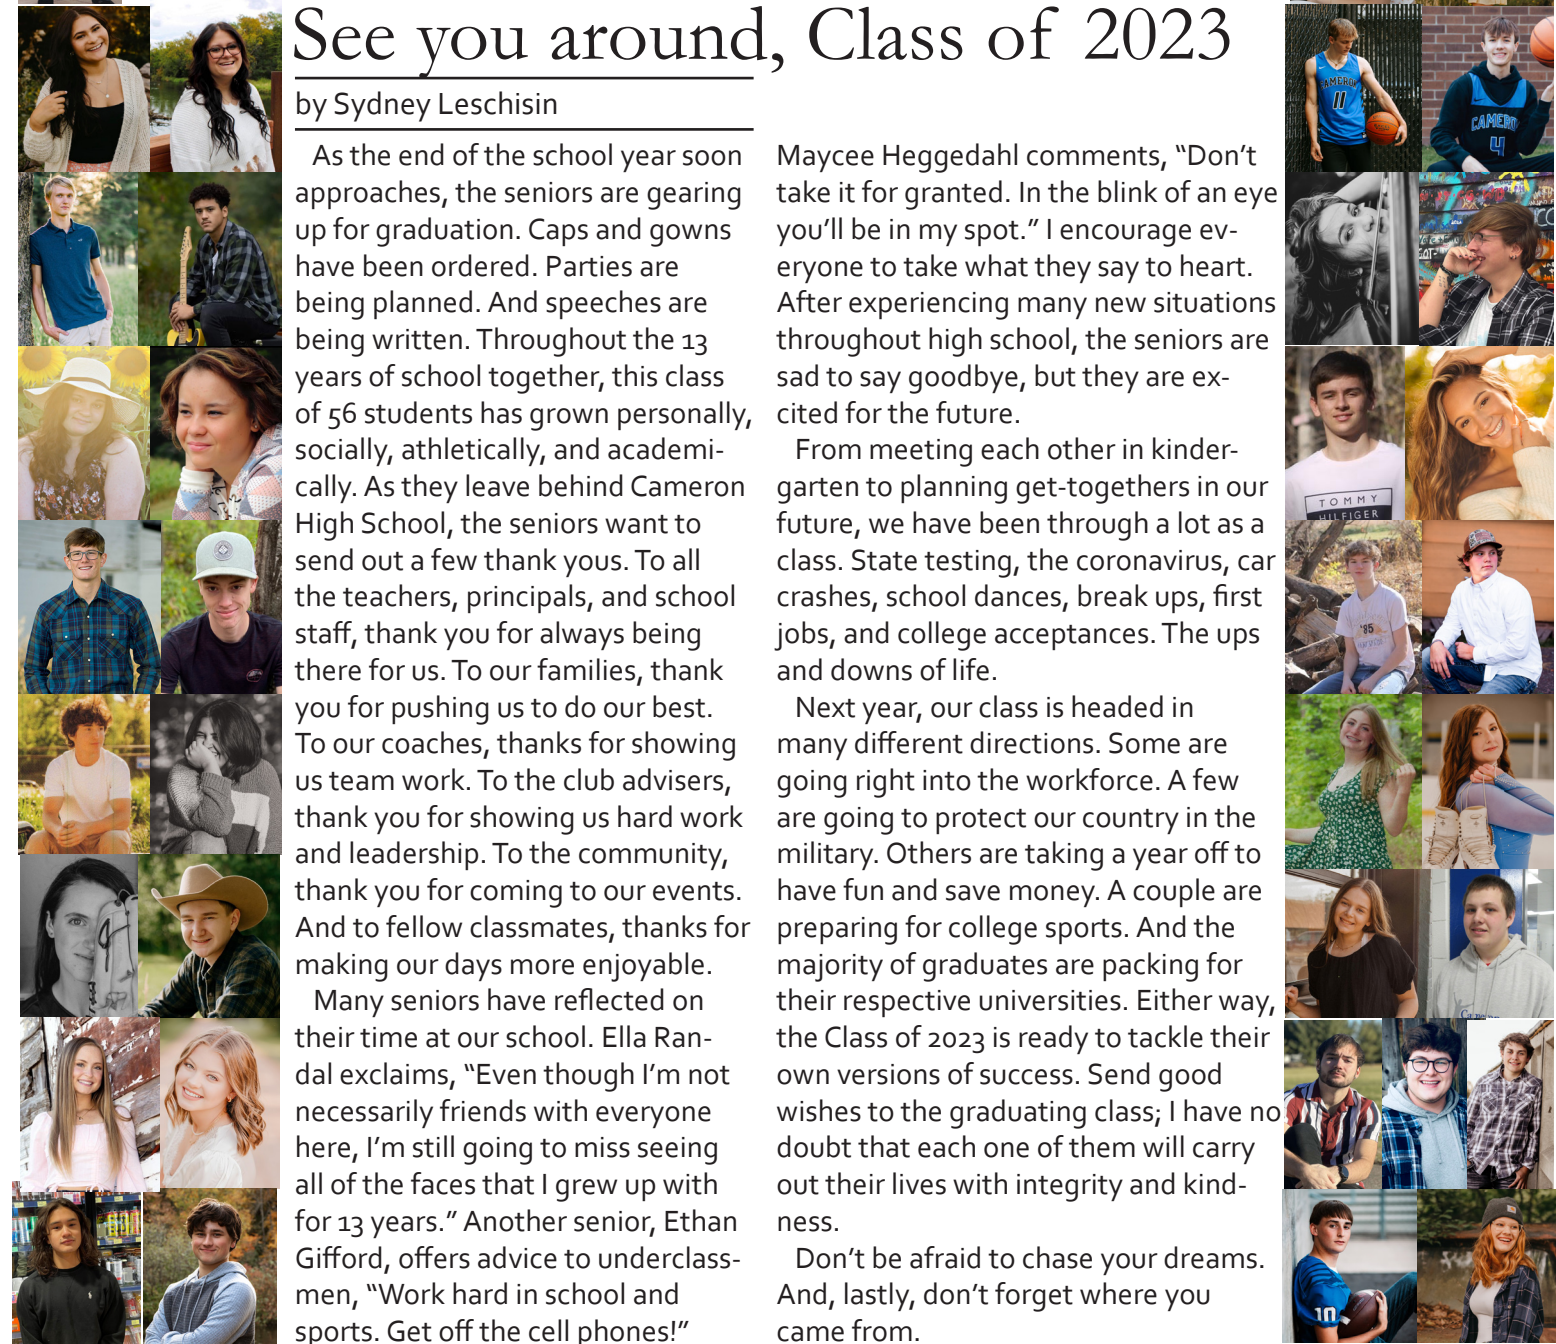 See you around, Class of 2023
by Sydney Leschisin
As the end of the school year soon
approaches, the seniors are gearing
up for graduation. Caps and gowns
have been ordered. Parties are
being planned. And speeches are
being written. Throughout the 13
years of school together, this class
of 56 students has grown personally,
socially, athletically, and academi-
cally. As they leave behind Cameron
High School, the seniors want to
send out a few thank yous. To all
the teachers, principals, and school
staff, thank you for always being
there for us. To our families, thank
you for pushing us to do our best.
To our coaches, thanks for showing
us team work. To the club advisers,
thank you for showing us hard work
and leadership. To the community,
thank you for coming to our events.
And to fellow classmates, thanks for
making our days more enjoyable.
Many seniors have reflected on
their time at our school. Ella Ran-
dal exclaims, “Even though I’m not
necessarily friends with everyone
here, I’m still going to miss seeing
all of the faces that I grew up with
for 13 years.” Another senior, Ethan
Gifford, offers advice to underclass-
men, “Work hard in school and
sports. Get off the cell phones!”
Maycee Heggedahl comments, “Don’t
take it for granted. In the blink of an eye
you’ll be in my spot.” I encourage ev-
eryone to take what they say to heart.
After experiencing many new situations
throughout high school, the seniors are
sad to say goodbye, but they are ex-
cited for the future.
From meeting each other in kinder-
garten to planning get-togethers in our
future, we have been through a lot as a
class. State testing, the coronavirus, car
crashes, school dances, break ups, first
jobs, and college acceptances. The ups
and downs of life.
Next year, our class is headed in
many different directions. Some are
going right into the workforce. A few
are going to protect our country in the
military. Others are taking a year off to
have fun and save money. A couple are
preparing for college sports. And the
majority of graduates are packing for
their respective universities. Either way,
the Class of 2023 is ready to tackle their
own versions of success. Send good
wishes to the graduating class; I have no
doubt that each one of them will carry
out their lives with integrity and kind-
ness.
Don’t be afraid to chase your dreams.
And, lastly, don’t forget where you
came from.
CAMERON
11
CAMERO
4
TOMMY
HILFIGER
'85
10